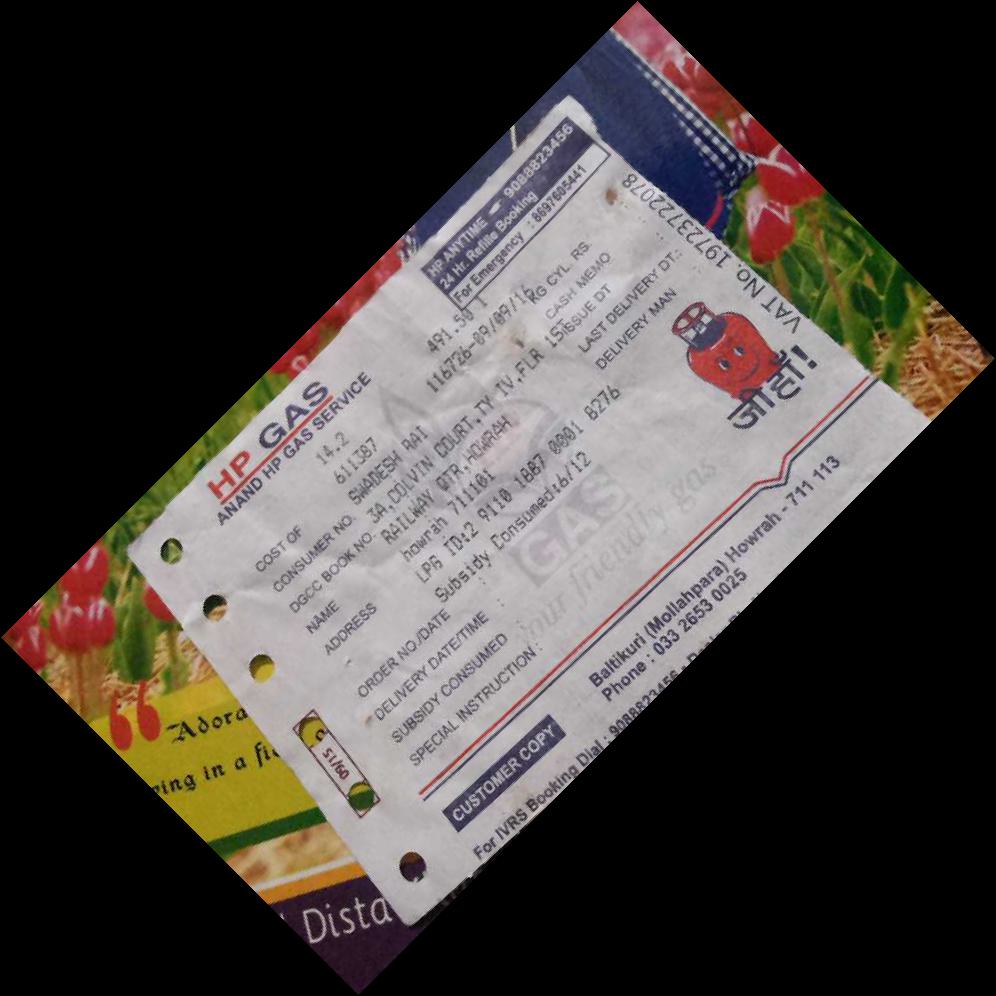 HP GAS
ANAND HP GAS SERVICE
HP ANYTIME 9088823456
24 Hr. Refills Booking
For Emergency : 8697605441
COST OF 14.2 KG CYL. RS. 491.50
CONSUMER NO. 611387 CASH MEMO 116726-09/09/16
DGCC BOOK NO. ISSUE DT
NAME SWADESH RAI LAST DELIVERY DT.:
ADDRESS 3A,COLVIN COURT,TY IV,FLR 1ST DELIVERY MAN
RAILWAY QTR,HOWRAH
howrah 711101
LPG ID:2 9110 1887 0001 8276
Subsidy Consumed:6/12
ORDER NO./DATE :
DELIVERY DATE/TIME :
SUBSIDY CONSUMED :
SPECIAL INSTRUCTION :
GAS
your friendly gas
VAT No. 19723722078
जी हाँ!
09/15
CUSTOMER COPY
Baltikuri (Mollahpara) Howrah - 711 113
Phone : 033 2653 0025
For IVRS Booking Dial : 9088823456
Adora
ing in a fi
Dista